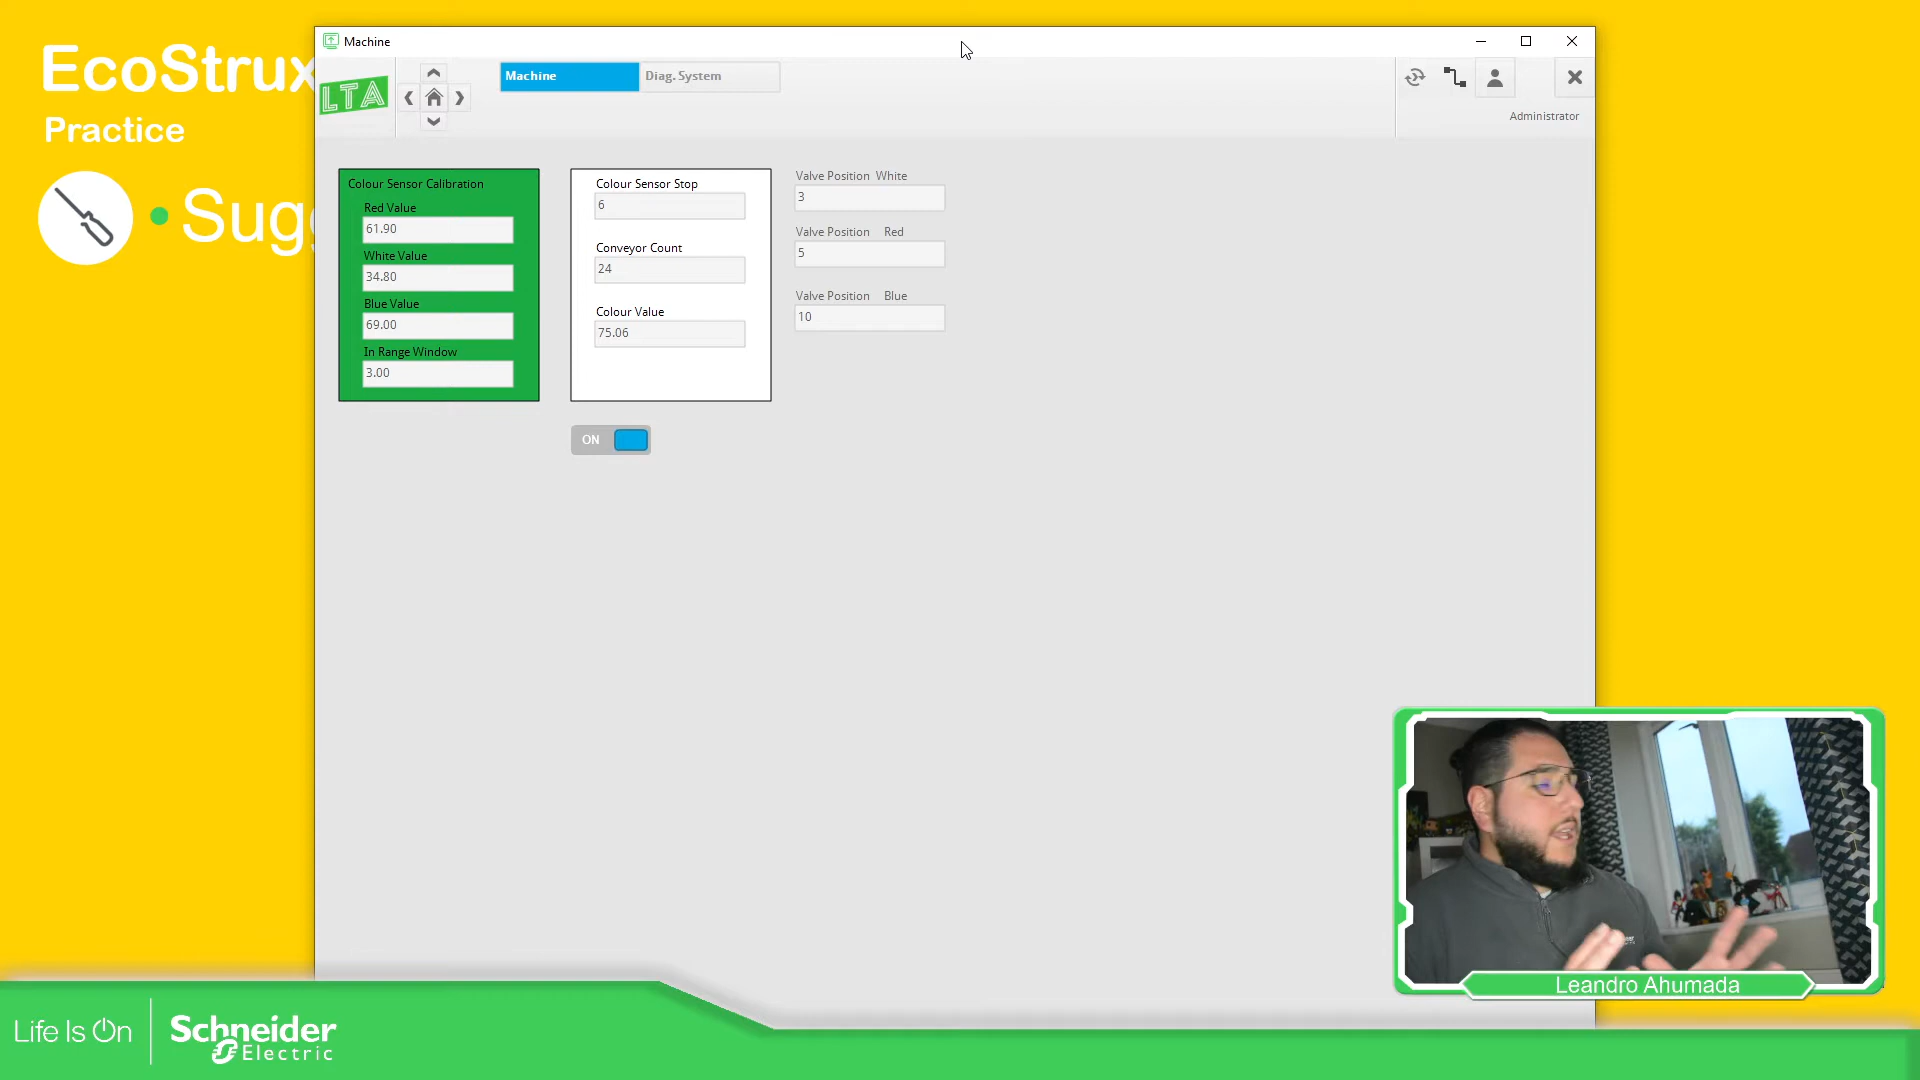 EcoStrux
Practice
• Sugg
Machine
LTA
Machine
Diag. System
Administrator
Colour Sensor Calibration
Red Value
61.90
White Value
34.80
Blue Value
69.00
In Range Window
3.00
Colour Sensor Stop
6
Conveyor Count
24
Colour Value
75.06
ON
Valve Position White
3
Valve Position Red
5
Valve Position Blue
10
Leandro Ahumada
Life Is On
Schneider
Electric